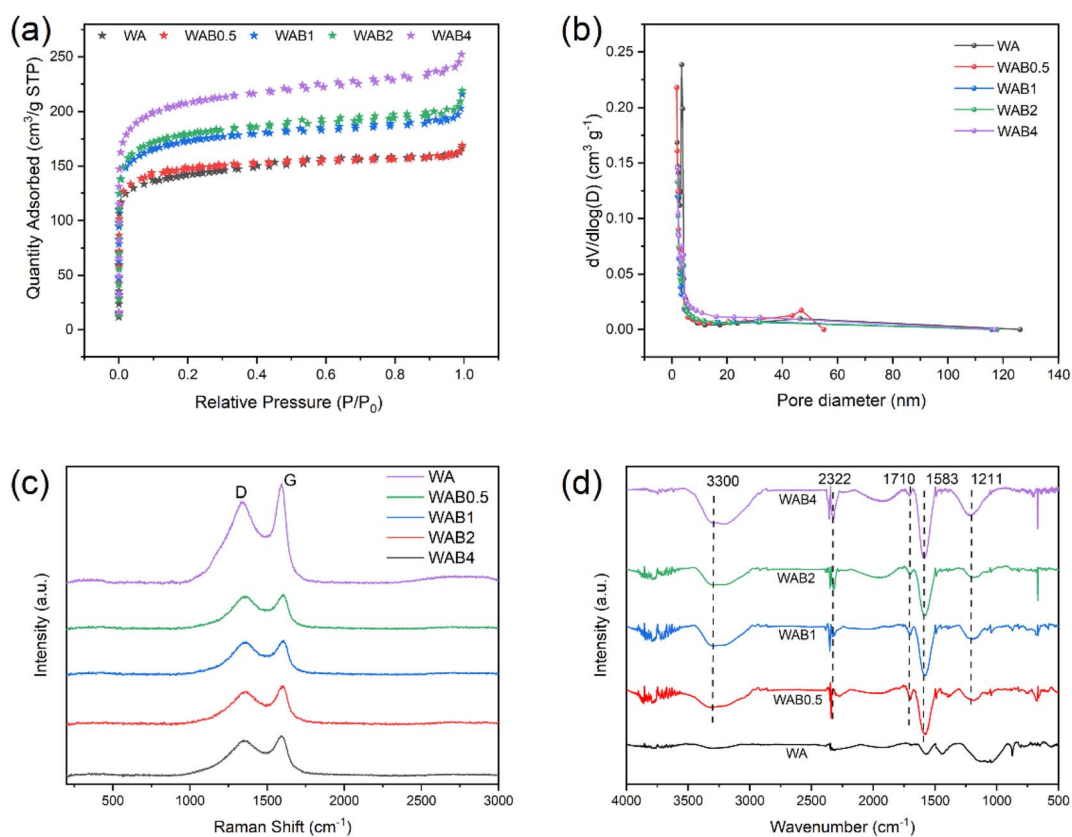 (a)
WA WAB0.5 WAB1 WAB2 WAB4
250
200
150
100
50
0
Quantity Adsorbed (cm³/g STP)
0.0 0.2 0.4 0.6 0.8 1.0
Relative Pressure (P/P₀)
(b)
WA
WAB0.5
WAB1
WAB2
WAB4
0.25
0.20
0.15
0.10
0.05
0.00
dV/dlog(D) (cm³ g⁻¹)
0 20 40 60 80 100 120 140
Pore diameter (nm)
(c)
D
G
WA
WAB0.5
WAB1
WAB2
WAB4
Intensity (a.u.)
500 1000 1500 2000 2500 3000
Raman Shift (cm⁻¹)
(d)
3300 2322 1710 1583 1211
WAB4
WAB2
WAB1
WAB0.5
WA
Intensity (a.u.)
4000 3500 3000 2500 2000 1500 1000 500
Wavenumber (cm⁻¹)